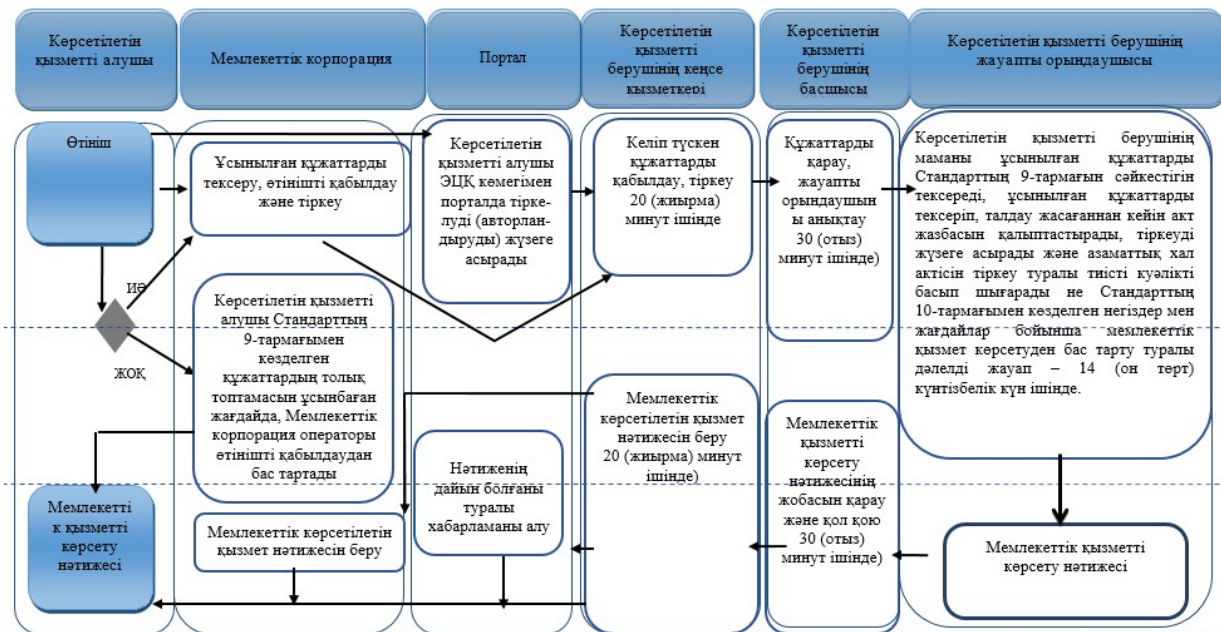 Көрсетілетін
қызметті алушы
Мемлекеттік корпорация
Портал
Көрсетілетін
қызметті
берушінің кеңсе
қызметкері
Көрсетілетін
қызметті
берушінің
басшысы
Көрсетілетін қызметті берушінің
жауапты орындаушысы
Өтініш
Ұсынылған құжаттарды
тексеру, өтінішті қабылдау
және тіркеу
Көрсетілетін
қызметті алушы
ЭЦҚ көмегімен
порталда тірке-
луді (авторлан-
дыруды) жүзеге
асырады
Келіп түскен
құжаттарды
қабылдау, тіркеу
20 (жиырма)
минут ішінде
Құжаттарды
қарау,
жауапты
орындаушын
ы анықтау
30 (отыз)
минут ішінде)
Көрсетілетін қызметті берушінің
маманы ұсынылған құжаттарды
Стандарттың 9-тармағын сәйкестігін
тексереді, ұсынылған құжаттарды
тексеріп, талдау жасағаннан кейін акт
жазбасын қалыптастырады, тіркеуді
жүзеге асырады және азаматтық хал
актісін тіркеу туралы тиісті куәлікті
басып шығарады не Стандарттың
10-тармағымен көзделген негіздер мен
жағдайлар бойынша мемлекеттік
қызмет көрсетуден бас тарту туралы
дәлелді жауап – 14 (он төрт)
күнтізбелік күн ішінде.
ИӘ
ЖОҚ
Көрсетілетін қызметті
алушы Стандарттың
9-тармағымен
көзделген
құжаттардың толық
топтамасын ұсынбаған
жағдайда, Мемлекеттік
корпорация операторы
өтінішті қабылдаудан
бас тартады
Мемлекетті
к қызметті
көрсету
нәтижесі
Мемлекеттік көрсетілетін
қызмет нәтижесін беру
Нәтиженің
дайын болғаны
туралы
хабарламаны алу
Мемлекеттік
көрсетілетін қызмет
нәтижесін беру
20 (жиырма) минут
ішінде)
Мемлекеттік
қызметті
көрсету
нәтижесінің
жобасын қарау
және қол қою
30 (отыз)
минут ішінде)
Мемлекеттік қызметті
көрсету нәтижесі